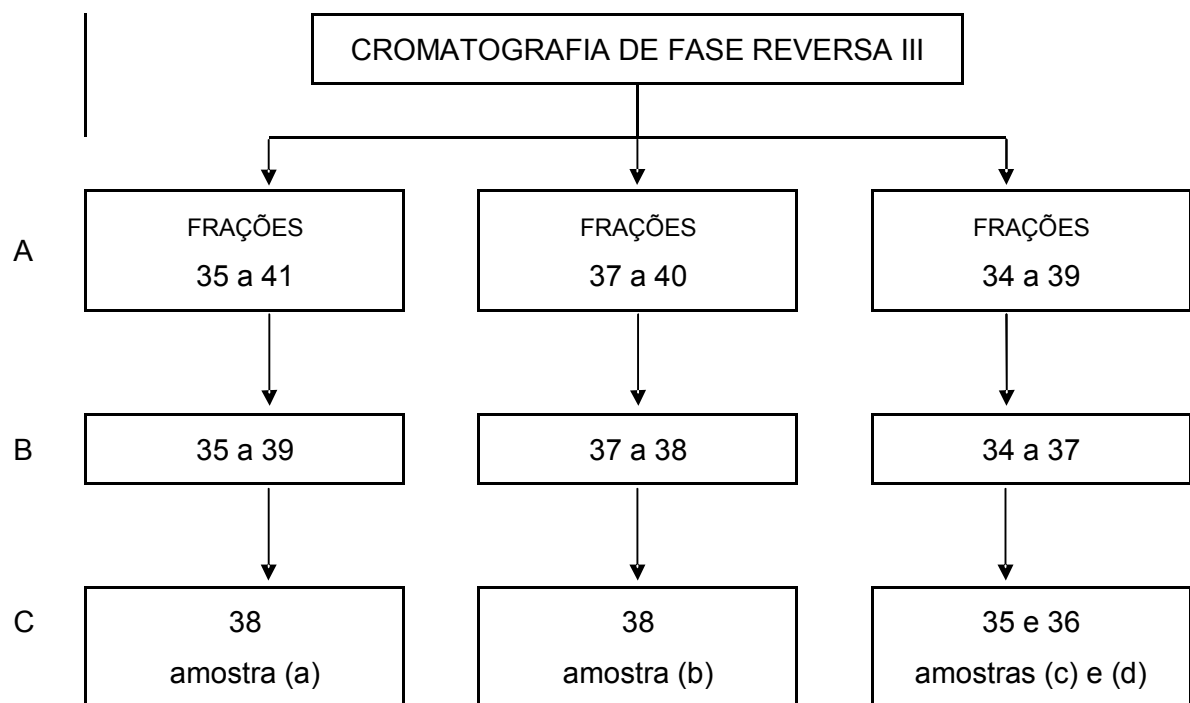 CROMATOGRAFIA DE FASE REVERSA III
A
FRAÇÕES
35 a 41
FRAÇÕES
37 a 40
FRAÇÕES
34 a 39
B
35 a 39
37 a 38
34 a 37
C
38
amostra (a)
38
amostra (b)
35 e 36
amostras (c) e (d)